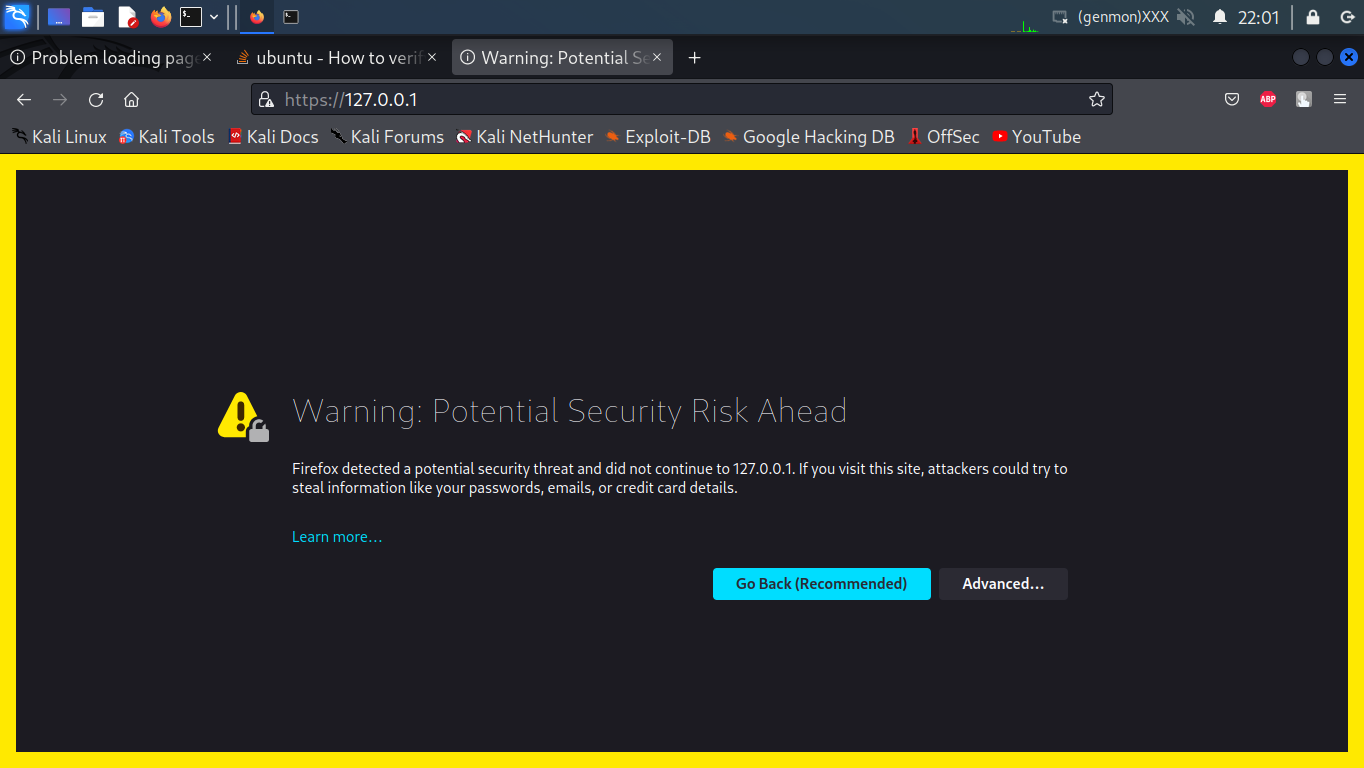 (genmon)XXX 22:01
Problem loading page
ubuntu - How to verif
Warning: Potential Se
https://127.0.0.1
ABP
Kali Linux Kali Tools Kali Docs Kali Forums Kali NetHunter Exploit-DB Google Hacking DB OffSec YouTube
Warning: Potential Security Risk Ahead
Firefox detected a potential security threat and did not continue to 127.0.0.1. If you visit this site, attackers could try to
steal information like your passwords, emails, or credit card details.
Learn more…
Go Back (Recommended) Advanced…